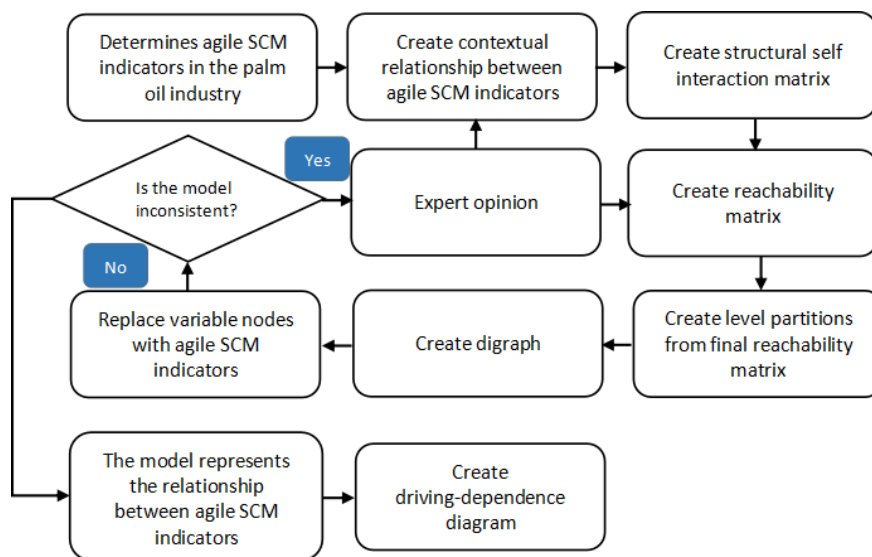 Determines agile SCM
indicators in the palm
oil industry
Create contextual
relationship between
agile SCM indicators
Create structural self
interaction matrix
Is the model
inconsistent?
Yes
Expert opinion
Create reachability
matrix
No
Replace variable nodes
with agile SCM
indicators
Create digraph
Create level partitions
from final reachability
matrix
The model represents
the relationship
between agile SCM
indicators
Create
driving-dependence
diagram